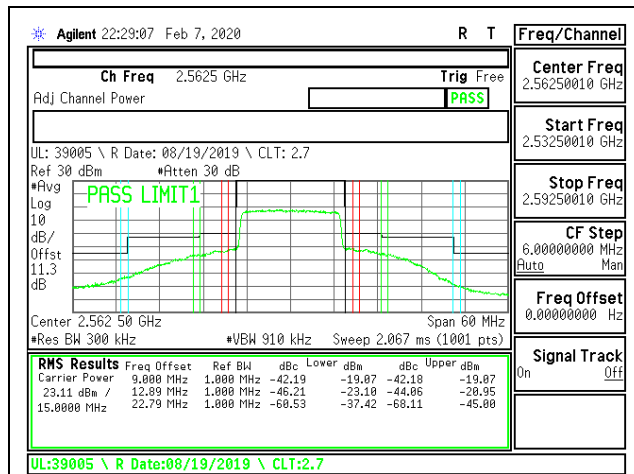 Agilent 22:29:07 Feb 7, 2020 R T
Ch Freq 2.5625 GHz Trig Free
Adj Channel Power PASS
UL: 39005 \ R Date: 08/19/2019 \ CLT: 2.7
Ref 30 dBm #Atten 30 dB
#Avg
Log
10
dB/
Offst
11.3
dB
PASS LIMIT1
Center 2.562 50 GHz Span 60 MHz
#Res BW 300 kHz #VBW 910 kHz Sweep 2.067 ms (1001 pts)
RMS Results Freq Offset Ref BW dBc Lower dBm dBc Upper dBm
Carrier Power 9.000 MHz 1.000 MHz -42.19 -19.07 -42.18 -19.07
23.11 dBm / 12.89 MHz 1.000 MHz -46.21 -23.10 -44.06 -20.95
15.0000 MHz 22.79 MHz 1.000 MHz -60.53 -37.42 -68.11 -45.00
UL:39005 \ R Date:08/19/2019 \ CLT:2.7
Freq/Channel
Center Freq
2.56250010 GHz
Start Freq
2.53250010 GHz
Stop Freq
2.59250010 GHz
CF Step
6.00000000 MHz
Auto Man
Freq Offset
0.00000000 Hz
Signal Track
On Off